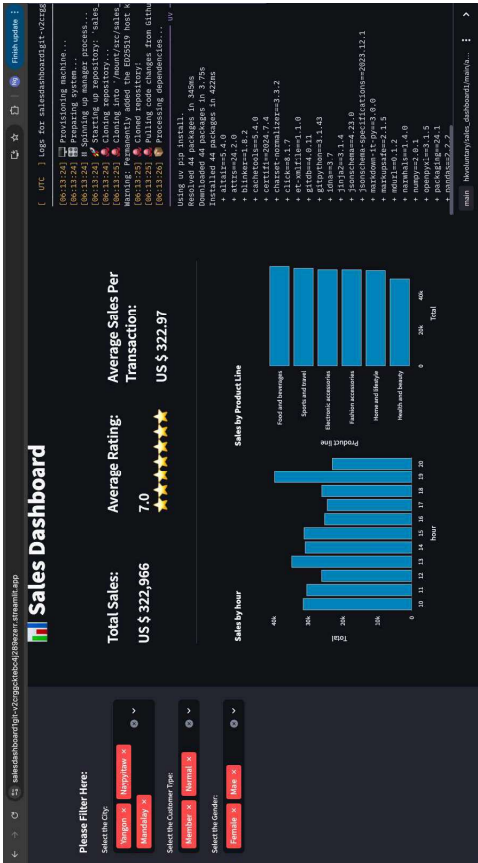 salesdashboard1git-v2crggcktebc4j289ezerr.streamlit.app
Finish update
Please Filter Here:
Select the City:
Yangon × Naypyitaw ×
Mandalay ×
Select the Customer Type:
Member × Normal ×
Select the Gender:
Female × Male ×
Sales Dashboard
Total Sales:
US $ 322,966
Average Rating:
7.0
Average Sales Per
Transaction:
US $ 322.97
Sales by hour
40k
30k
20k
10k
0
Total
10 11 12 13 14 15 16 17 18 19 20
hour
Sales by Product Line
Product line
Food and beverages
Sports and travel
Electronic accessories
Fashion accessories
Home and lifestyle
Health and beauty
0 20k 40k
Total
[ UTC ] Logs for salesdashboard1git-v2crgg
[06:13:24] Provisioning machine...
[06:13:24] Preparing system...
[06:13:24] Spinning up manager process...
[06:13:24] Starting up repository: 'sales_
[06:13:24] Cloning repository...
[06:13:25] Cloning into '/mount/src/sales_
Warning: Permanently added the ED25519 host k
[06:13:25] Cloned repository!
[06:13:25] Pulling code changes from Githu
[06:13:26] Processing dependencies...
uv
Using uv pip install.
Resolved 44 packages in 345ms
Downloaded 44 packages in 3.75s
Installed 44 packages in 422ms
+ altair==5.4.0
+ attrs==24.2.0
+ blinker==1.8.2
+ cachetools==5.4.0
+ certifi==2024.7.4
+ charset-normalizer==3.3.2
+ click==8.1.7
+ et-xmlfile==1.1.0
+ gitdb==4.0.11
+ gitpython==3.1.43
+ idna==3.7
+ jinja2==3.1.4
+ jsonschema==4.23.0
+ jsonschema-specifications==2023.12.1
+ markdown-it-py==3.0.0
+ markupsafe==2.1.5
+ mdurl==0.1.2
+ narwhals==1.4.0
+ numpy==2.0.1
+ openpyxl==3.1.5
+ packaging==24.1
+ pandas==2.2.2
main hkvoluntary/sales_dashboard1/main/a...